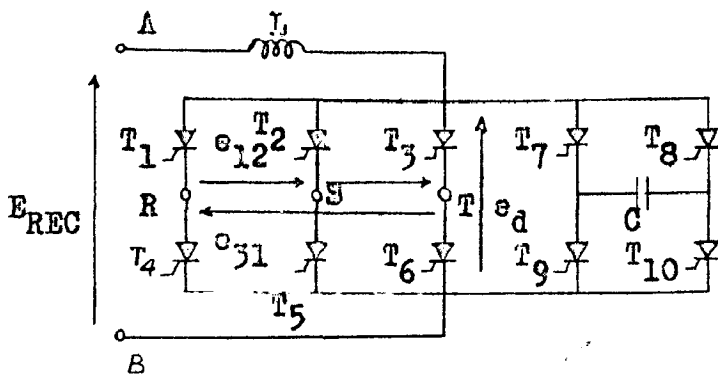 A L
T1 e12 T2 T3 T7 T8
EREC R S T ed C
T4 e31 T6 T9 T10
T5
B